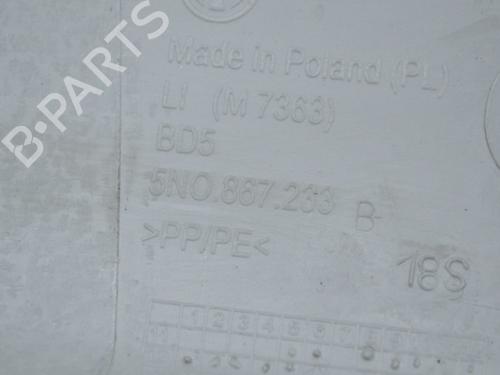 B-PARTS
Made in Poland (PL)
LI (M 7363)
BD5
5N0.867.233 B
>PP/PE<
18S
1 2 3 4 5 6 7 8 9